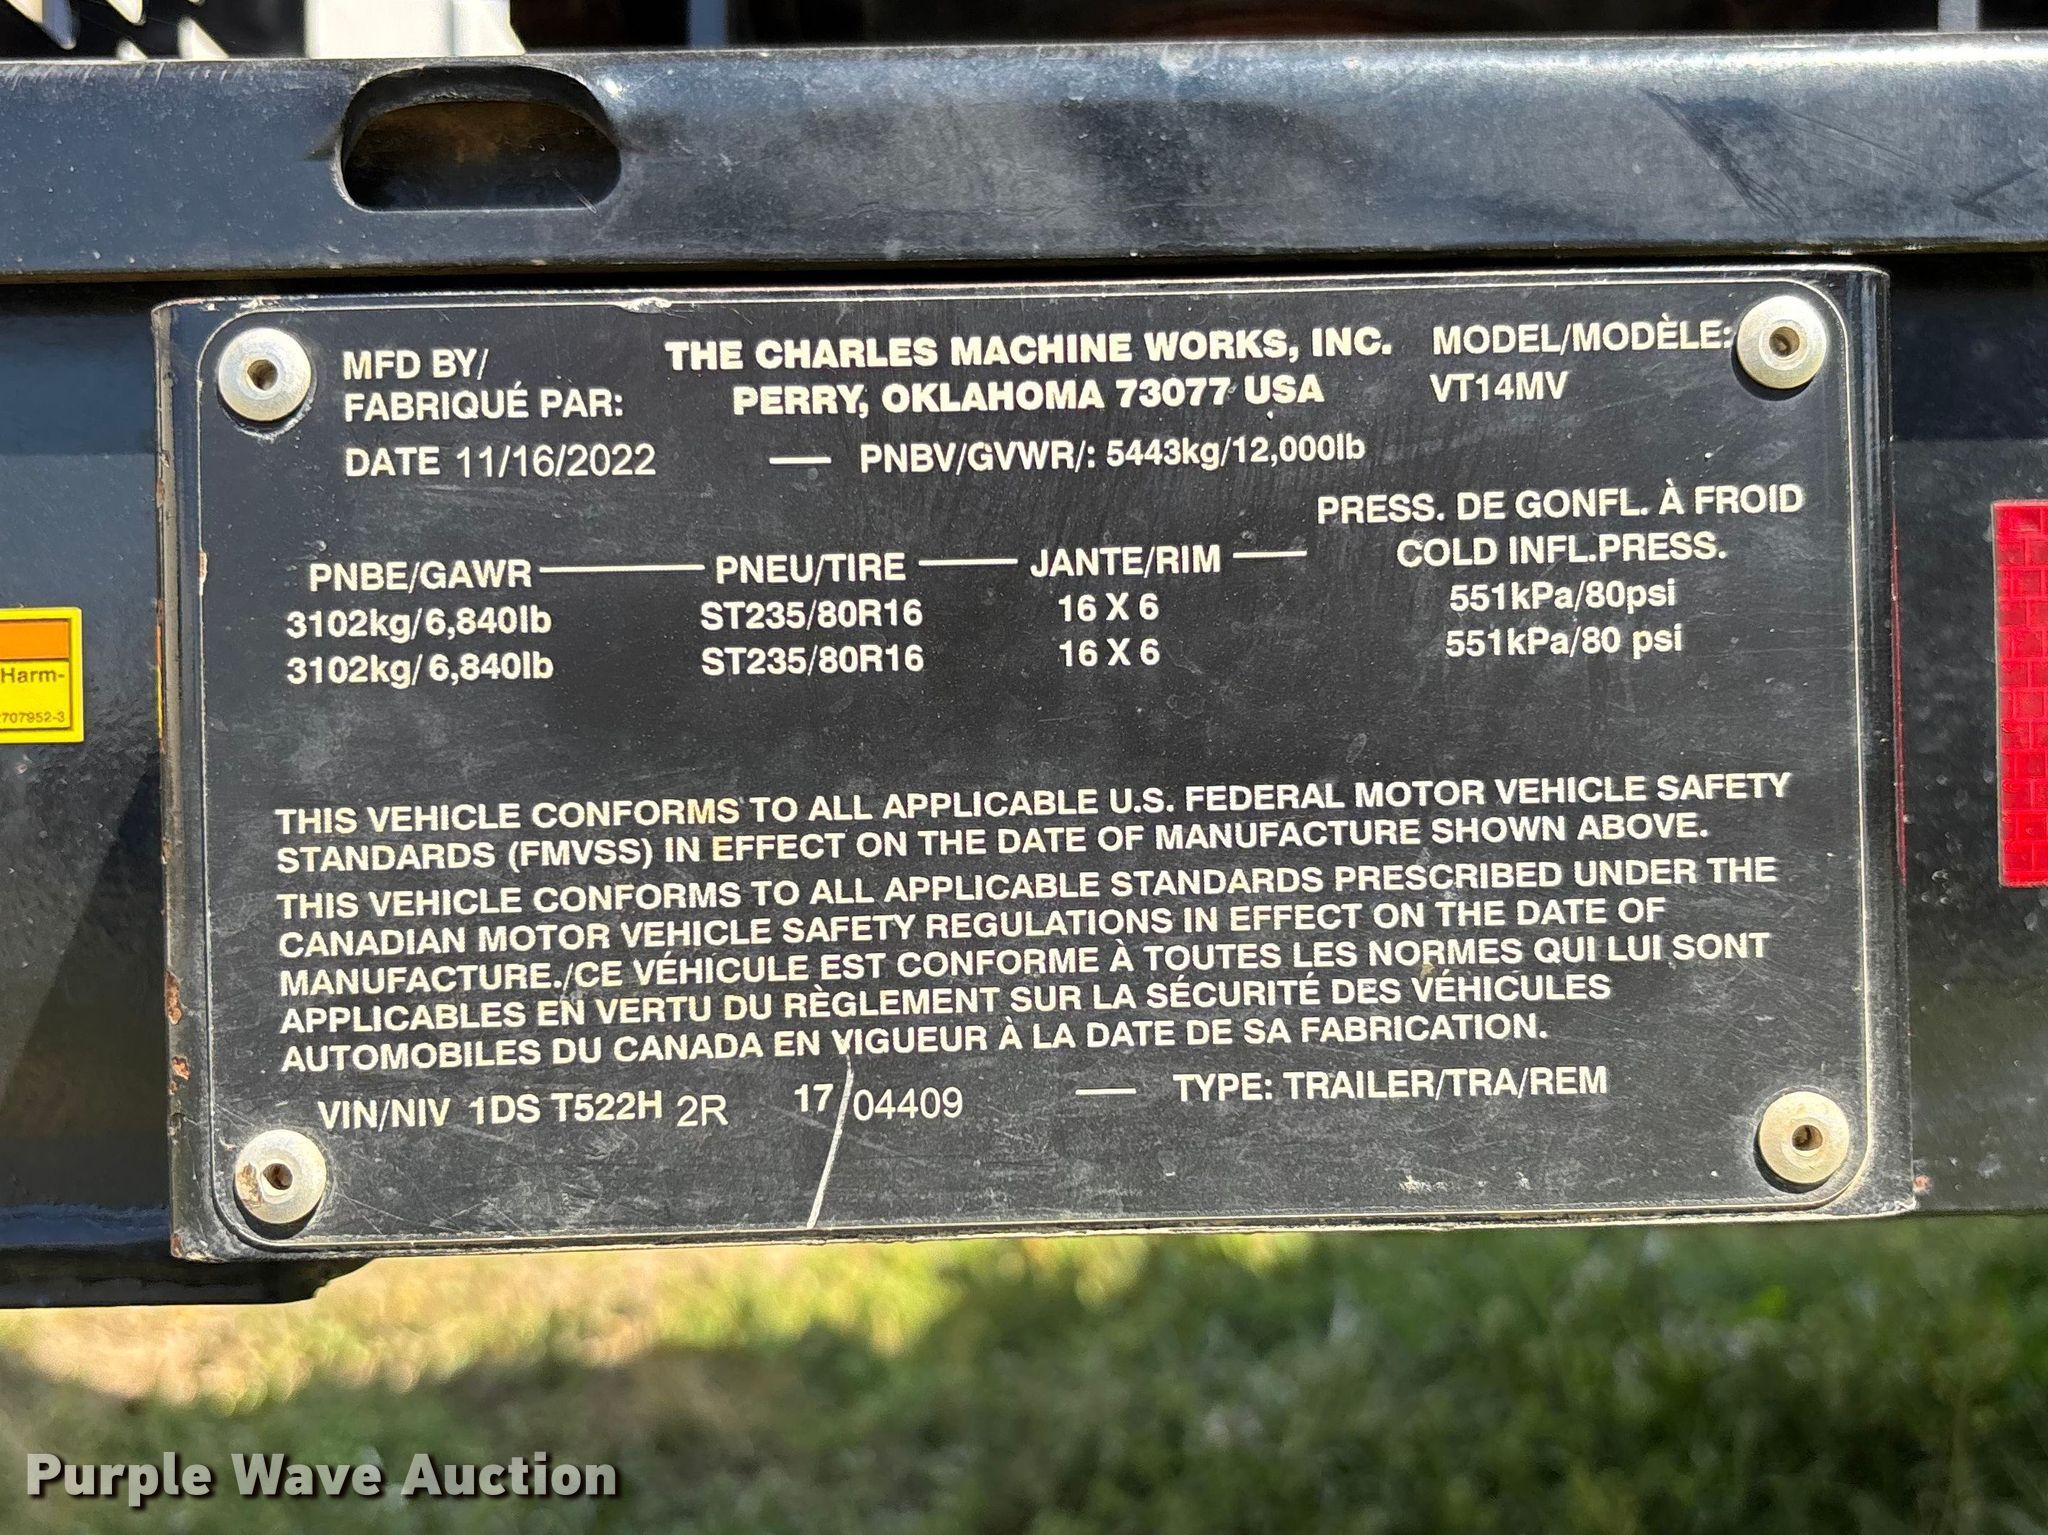 MFD BY/
FABRIQUÉ PAR:
THE CHARLES MACHINE WORKS, INC.
PERRY, OKLAHOMA 73077 USA
MODEL/MODÈLE:
VT14MV
DATE 11/16/2022 — PNBV/GVWR/: 5443kg/12,000lb
PNBE/GAWR — PNEU/TIRE — JANTE/RIM — PRESS. DE GONFL. À FROID
COLD INFL.PRESS.
3102kg/6,840lb ST235/80R16 16 X 6 551kPa/80psi
3102kg/6,840lb ST235/80R16 16 X 6 551kPa/80 psi
THIS VEHICLE CONFORMS TO ALL APPLICABLE U.S. FEDERAL MOTOR VEHICLE SAFETY
STANDARDS (FMVSS) IN EFFECT ON THE DATE OF MANUFACTURE SHOWN ABOVE.
THIS VEHICLE CONFORMS TO ALL APPLICABLE STANDARDS PRESCRIBED UNDER THE
CANADIAN MOTOR VEHICLE SAFETY REGULATIONS IN EFFECT ON THE DATE OF
MANUFACTURE./CE VÉHICULE EST CONFORME À TOUTES LES NORMES QUI LUI SONT
APPLICABLES EN VERTU DU RÈGLEMENT SUR LA SÉCURITÉ DES VÉHICULES
AUTOMOBILES DU CANADA EN VIGUEUR À LA DATE DE SA FABRICATION.
VIN/NIV 1DS T522H 2R 17 04409 — TYPE: TRAILER/TRA/REM
Harm-
707952-3
Purple Wave Auction